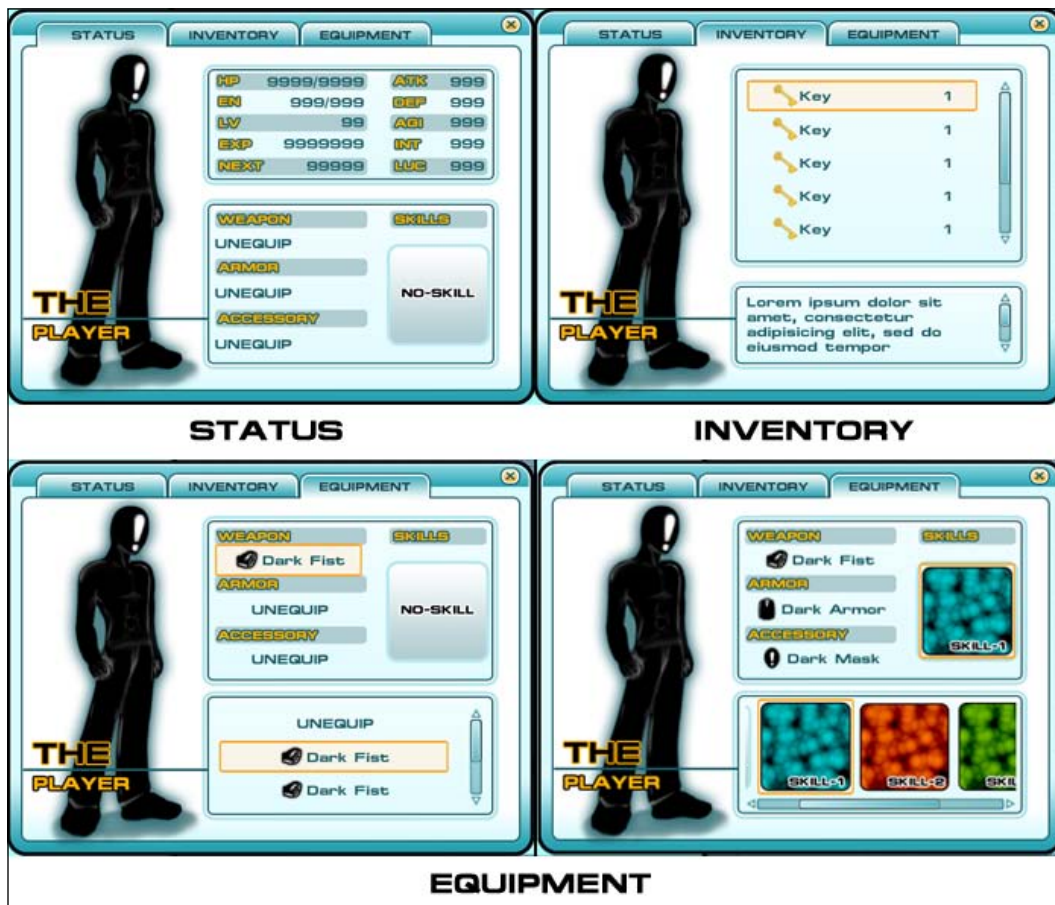 STATUS INVENTORY EQUIPMENT
HP 9999/9999 ATK 999
EN 999/999 DEF 999
LV 99 AGI 999
EXP 9999999 INT 999
NEXT 99999 LUC 999
WEAPON SKILLS
UNEQUIP
ARMOR
UNEQUIP NO-SKILL
ACCESSORY
UNEQUIP
THE
PLAYER
STATUS
STATUS INVENTORY EQUIPMENT
Key 1
Key 1
Key 1
Key 1
Key 1
Lorem ipsum dolor sit
amet, consectetur
adipisicing elit, sed do
eiusmod tempor
THE
PLAYER
INVENTORY
STATUS INVENTORY EQUIPMENT
WEAPON SKILLS
Dark Fist
ARMOR
UNEQUIP NO-SKILL
ACCESSORY
UNEQUIP
UNEQUIP
Dark Fist
Dark Fist
THE
PLAYER
STATUS INVENTORY EQUIPMENT
WEAPON SKILLS
Dark Fist
ARMOR
Dark Armor
ACCESSORY
SKILL-1
Dark Mask
SKILL-1 SKILL-2 SKIL
THE
PLAYER
EQUIPMENT